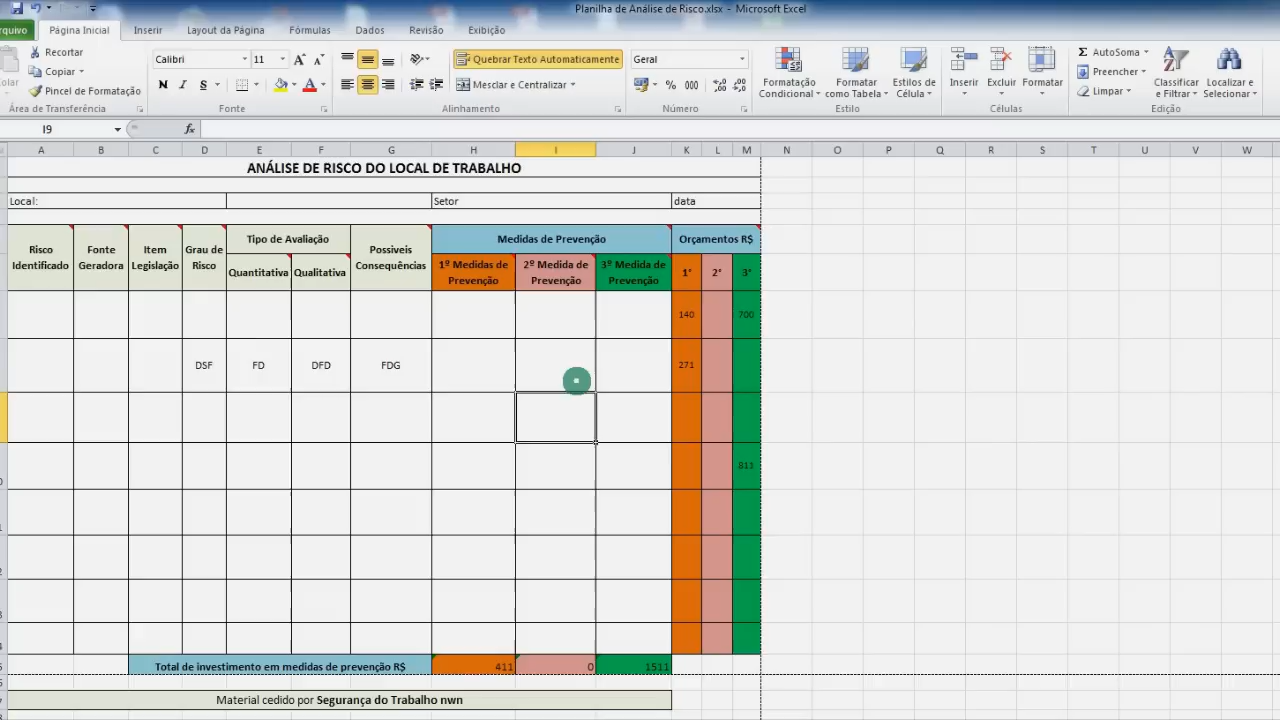 Planilha de Análise de Risco.xlsx - Microsoft Excel
rquivo Página Inicial Inserir Layout da Página Fórmulas Dados Revisão Exibição
Recortar
Copiar
Pincel de Formatação
Área de Transferência
Calibri 11
N I S
Fonte
Quebrar Texto Automaticamente
Mesclar e Centralizar
Alinhamento
Geral
% 000
Número
Formatação Condicional
Formatar como Tabela
Estilos de Célula
Estilo
Inserir Excluir Formatar
Células
Σ AutoSoma
Preencher
Limpar
Classificar e Filtrar
Localizar e Selecionar
Edição
I9 fx
A B C D E F G H I J K L M N O P Q R S T U V W
ANÁLISE DE RISCO DO LOCAL DE TRABALHO
Local: Setor data
Risco Identificado
Fonte Geradora
Item Legislação
Grau de Risco
Tipo de Avaliação
Quantitativa Qualitativa
Possiveis Consequências
Medidas de Prevenção
1º Medidas de Prevenção
2º Medida de Prevenção
3º Medida de Prevenção
Orçamentos R$
1° 2° 3°
140 700
DSF FD DFD FDG 271
811
Total de investimento em medidas de prevenção R$ 411 0 1511
Material cedido por Segurança do Trabalho nwn